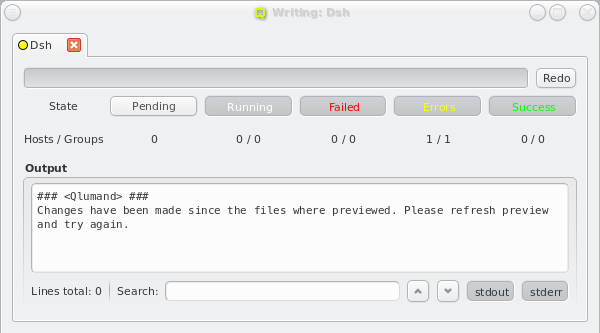 Writing: Dsh
Dsh
Redo
State Pending Running Failed Errors Success
Hosts / Groups 0 0 / 0 0 / 0 1 / 1 0 / 0
Output
### <Qlumand> ###
Changes have been made since the files where previewed. Please refresh preview
and try again.
Lines total: 0 Search: stdout stderr